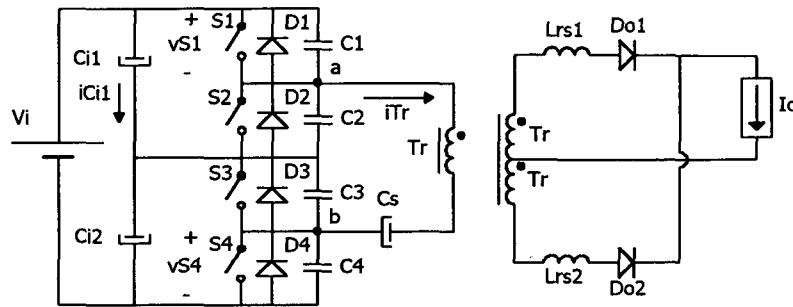 + S1 D1 Lrs1 Do1
vS1 C1
Ci1 - a
iCi1 iTr Io
Vi S2 D2 C2 Tr Tr
S3 D3 Tr
C3 Cs
b
Ci2 + S4 D4 C4
vS4 Lrs2 Do2
-